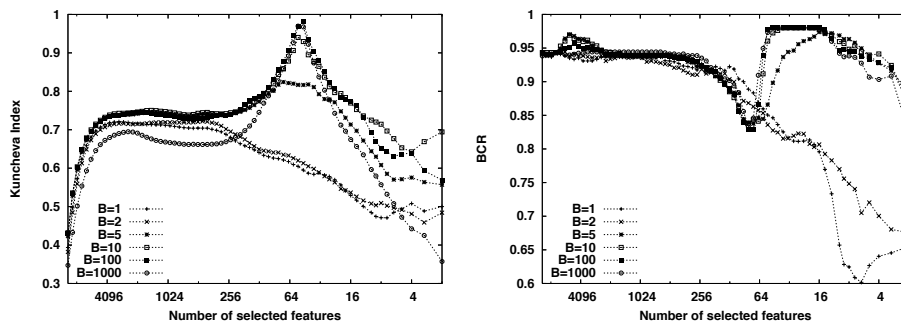 1
0.9
0.8
0.7
0.6
0.5
0.4
0.3
Kuncheva Index
B=1
B=2
B=5
B=10
B=100
B=1000
4096 1024 256 64 16 4
Number of selected features
1
0.95
0.9
0.85
0.8
0.75
0.7
0.65
0.6
BCR
B=1
B=2
B=5
B=10
B=100
B=1000
4096 1024 256 64 16 4
Number of selected features